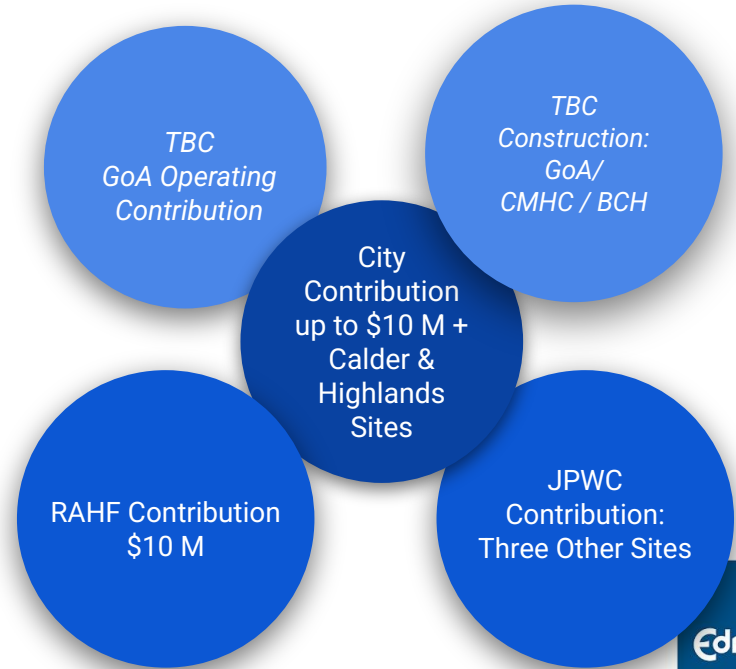 TBC
GoA Operating
Contribution
TBC
Construction:
GoA/
CMHC / BCH
City
Contribution
up to $10 M +
Calder &
Highlands
Sites
RAHF Contribution
$10 M
JPWC
Contribution:
Three Other Sites